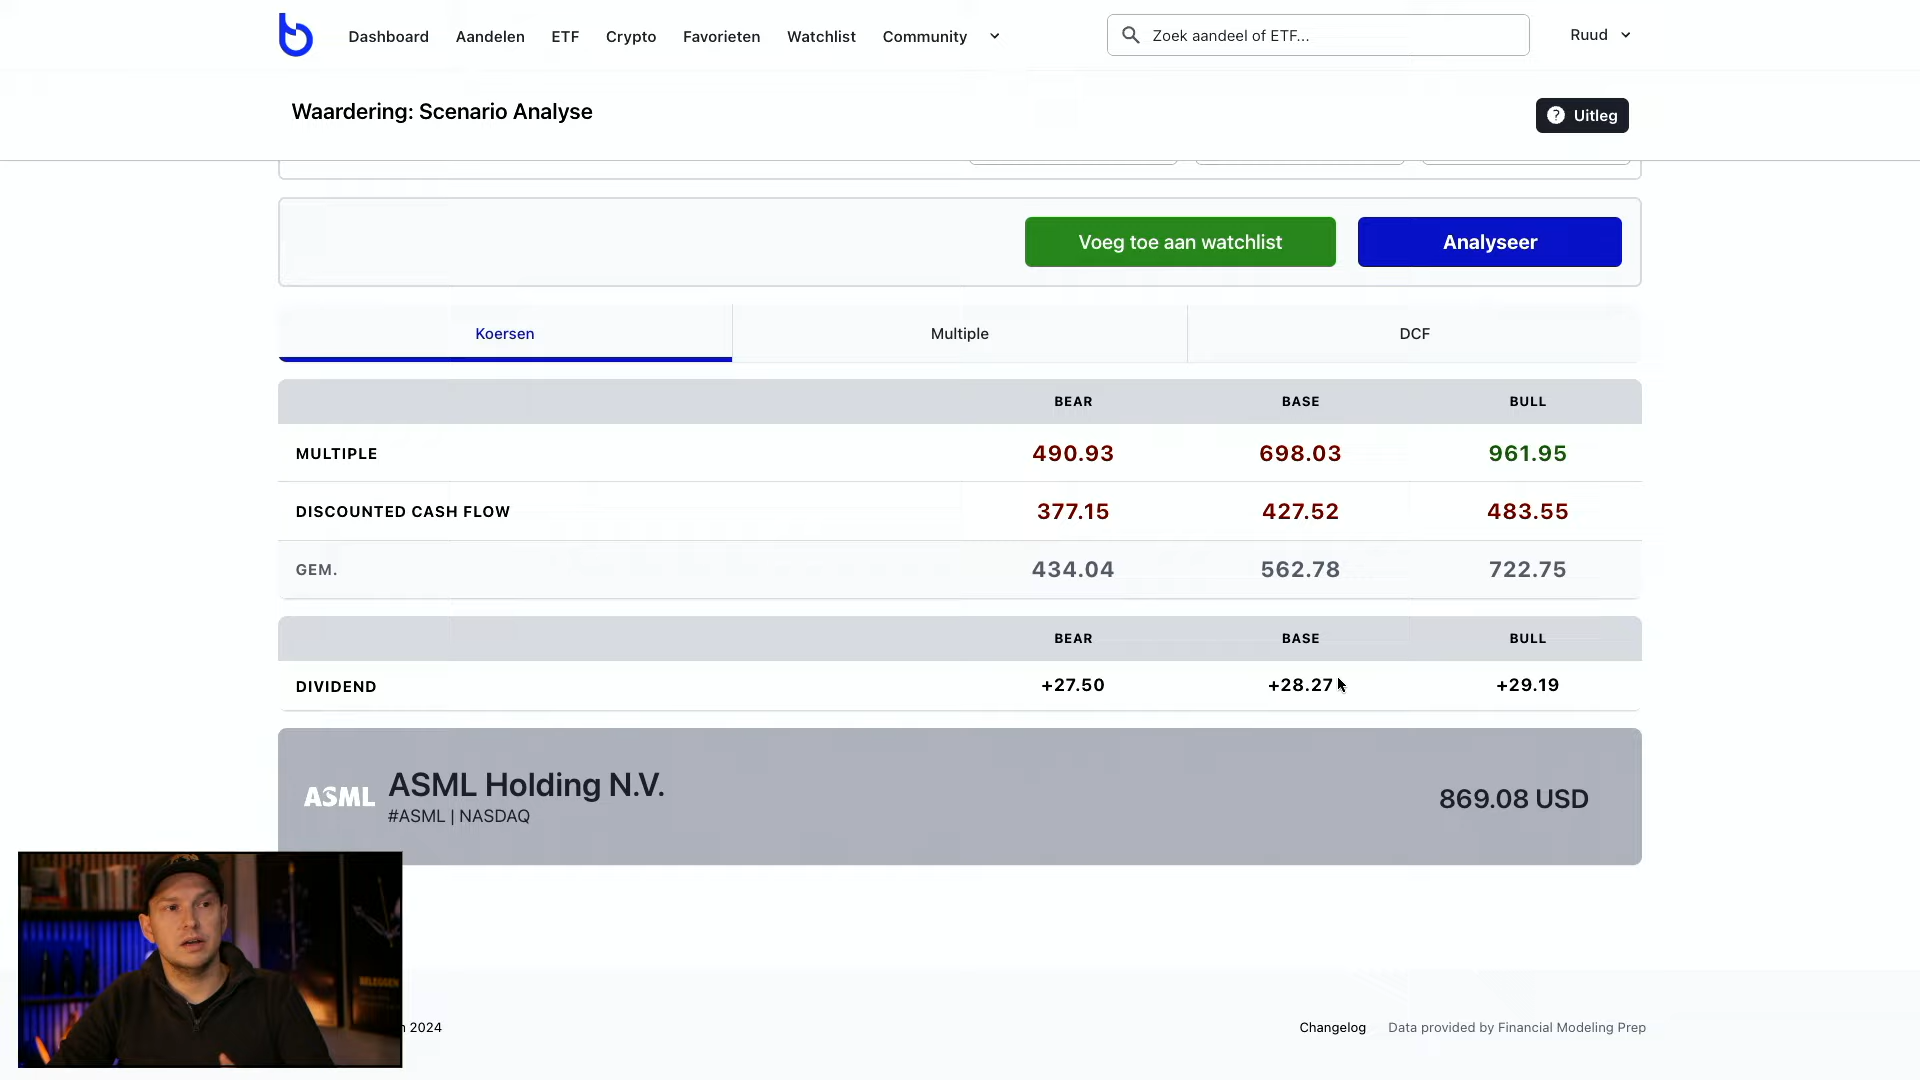 Dashboard Aandelen ETF Crypto Favorieten Watchlist Community Zoek aandeel of ETF... Ruud
Waardering: Scenario Analyse
Uitleg
Voeg toe aan watchlist Analyseer
Koersen Multiple DCF
BEAR BASE BULL
MULTIPLE 490.93 698.03 961.95
DISCOUNTED CASH FLOW 377.15 427.52 483.55
GEM. 434.04 562.78 722.75
BEAR BASE BULL
DIVIDEND +27.50 +28.27 +29.19
ASML ASML Holding N.V.
#ASML | NASDAQ
869.08 USD
BELEGGEN
2024
Changelog Data provided by Financial Modeling Prep